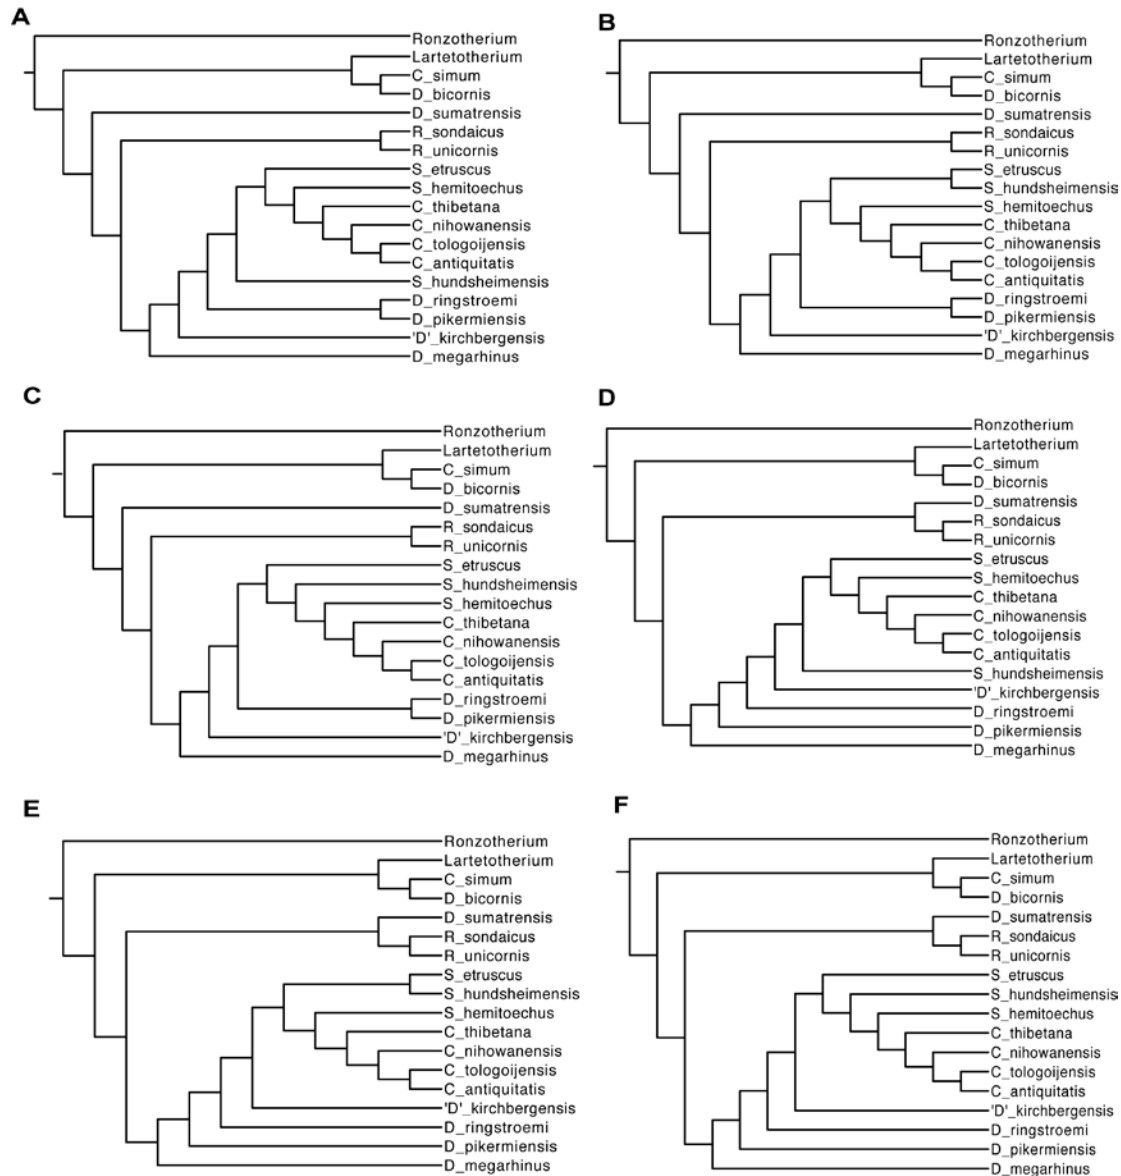 A
Ronzotherium
Lartetotherium
C_simum
D_bicornis
D_sumatrensis
R_sondaicus
R_unicornis
S_etruscus
S_hemitoechus
C_thibetana
C_nihowanensis
C_tologoijensis
C_antiquitatis
S_hundsheimensis
D_ringstroemi
D_pikermiensis
'D'_kirchbergensis
D_megarhinus
B
Ronzotherium
Lartetotherium
C_simum
D_bicornis
D_sumatrensis
R_sondaicus
R_unicornis
S_etruscus
S_hundsheimensis
S_hemitoechus
C_thibetana
C_nihowanensis
C_tologoijensis
C_antiquitatis
D_ringstroemi
D_pikermiensis
'D'_kirchbergensis
D_megarhinus
C
Ronzotherium
Lartetotherium
C_simum
D_bicornis
D_sumatrensis
R_sondaicus
R_unicornis
S_etruscus
S_hundsheimensis
S_hemitoechus
C_thibetana
C_nihowanensis
C_tologoijensis
C_antiquitatis
D_ringstroemi
D_pikermiensis
'D'_kirchbergensis
D_megarhinus
D
Ronzotherium
Lartetotherium
C_simum
D_bicornis
D_sumatrensis
R_sondaicus
R_unicornis
S_etruscus
S_hemitoechus
C_thibetana
C_nihowanensis
C_tologoijensis
C_antiquitatis
S_hundsheimensis
'D'_kirchbergensis
D_ringstroemi
D_pikermiensis
D_megarhinus
E
Ronzotherium
Lartetotherium
C_simum
D_bicornis
D_sumatrensis
R_sondaicus
R_unicornis
S_etruscus
S_hundsheimensis
S_hemitoechus
C_thibetana
C_nihowanensis
C_tologoijensis
C_antiquitatis
'D'_kirchbergensis
D_ringstroemi
D_pikermiensis
D_megarhinus
F
Ronzotherium
Lartetotherium
C_simum
D_bicornis
D_sumatrensis
R_sondaicus
R_unicornis
S_etruscus
S_hundsheimensis
S_hemitoechus
C_thibetana
C_nihowanensis
C_tologoijensis
C_antiquitatis
'D'_kirchbergensis
D_ringstroemi
D_pikermiensis
D_megarhinus